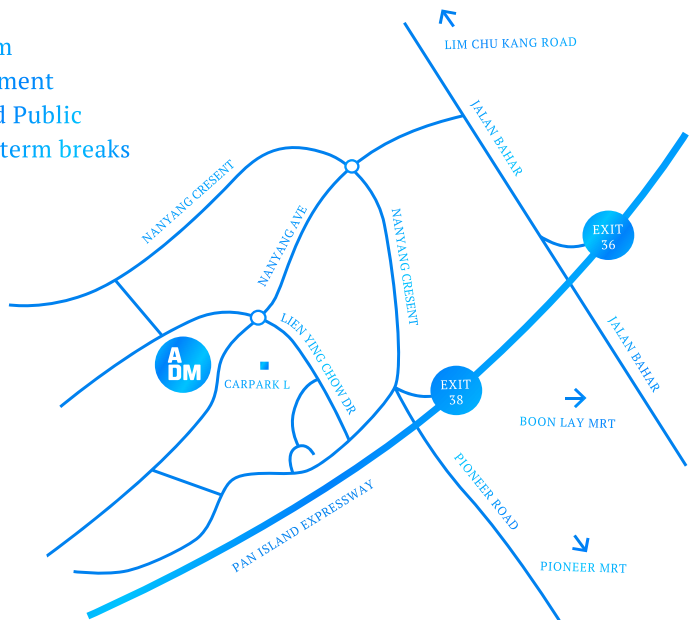 LIM CHU KANG ROAD
d Public
term breaks
JALAN BAHAR
NANYANG CRESENT
NANYANG AVE
NANYANG CRESENT
EXIT
36
LIEN YING CHOW DR
JALAN BAHAR
A
DM
CARPARK L
EXIT
38
BOON LAY MRT
PIONEER ROAD
PAN ISLAND EXPRESSWAY
PIONEER MRT